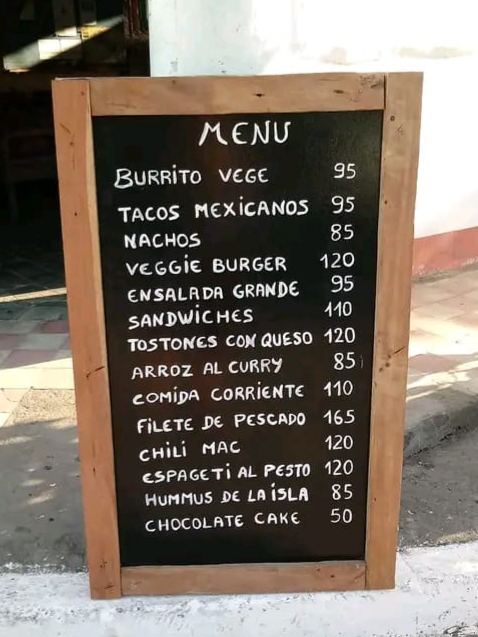 MENU
BURRITO VEGE 95
TACOS MEXICANOS 95
NACHOS 85
VEGGIE BURGER 120
ENSALADA GRANDE 95
SANDWICHES 110
TOSTONES CON QUESO 120
ARROZ AL CURRY 85
COMIDA CORRIENTE 110
FILETE DE PESCADO 165
CHILI MAC 120
ESPAGETI AL PESTO 120
HUMMUS DE LA ISLA 85
CHOCOLATE CAKE 50